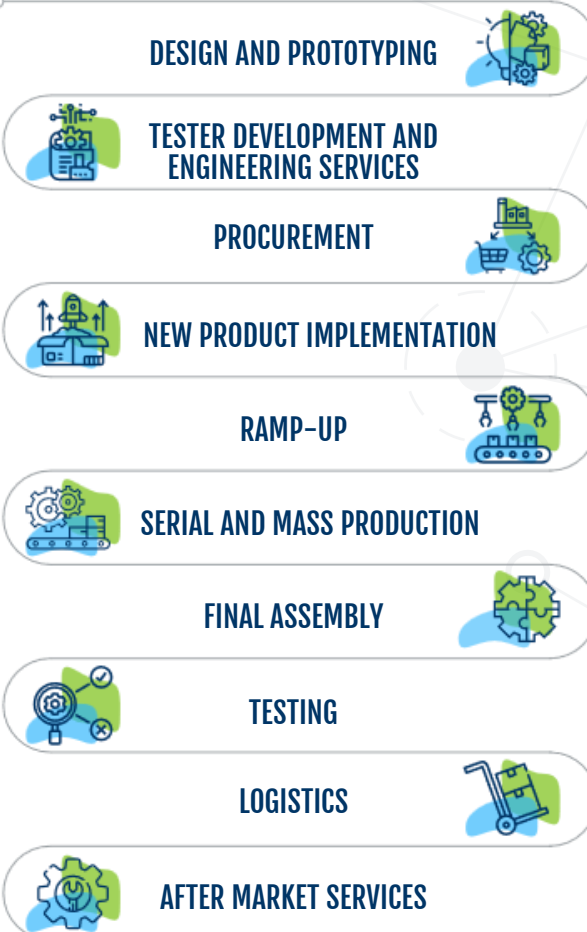 DESIGN AND PROTOTYPING
TESTER DEVELOPMENT AND
ENGINEERING SERVICES
PROCUREMENT
NEW PRODUCT IMPLEMENTATION
RAMP-UP
SERIAL AND MASS PRODUCTION
FINAL ASSEMBLY
TESTING
LOGISTICS
AFTER MARKET SERVICES